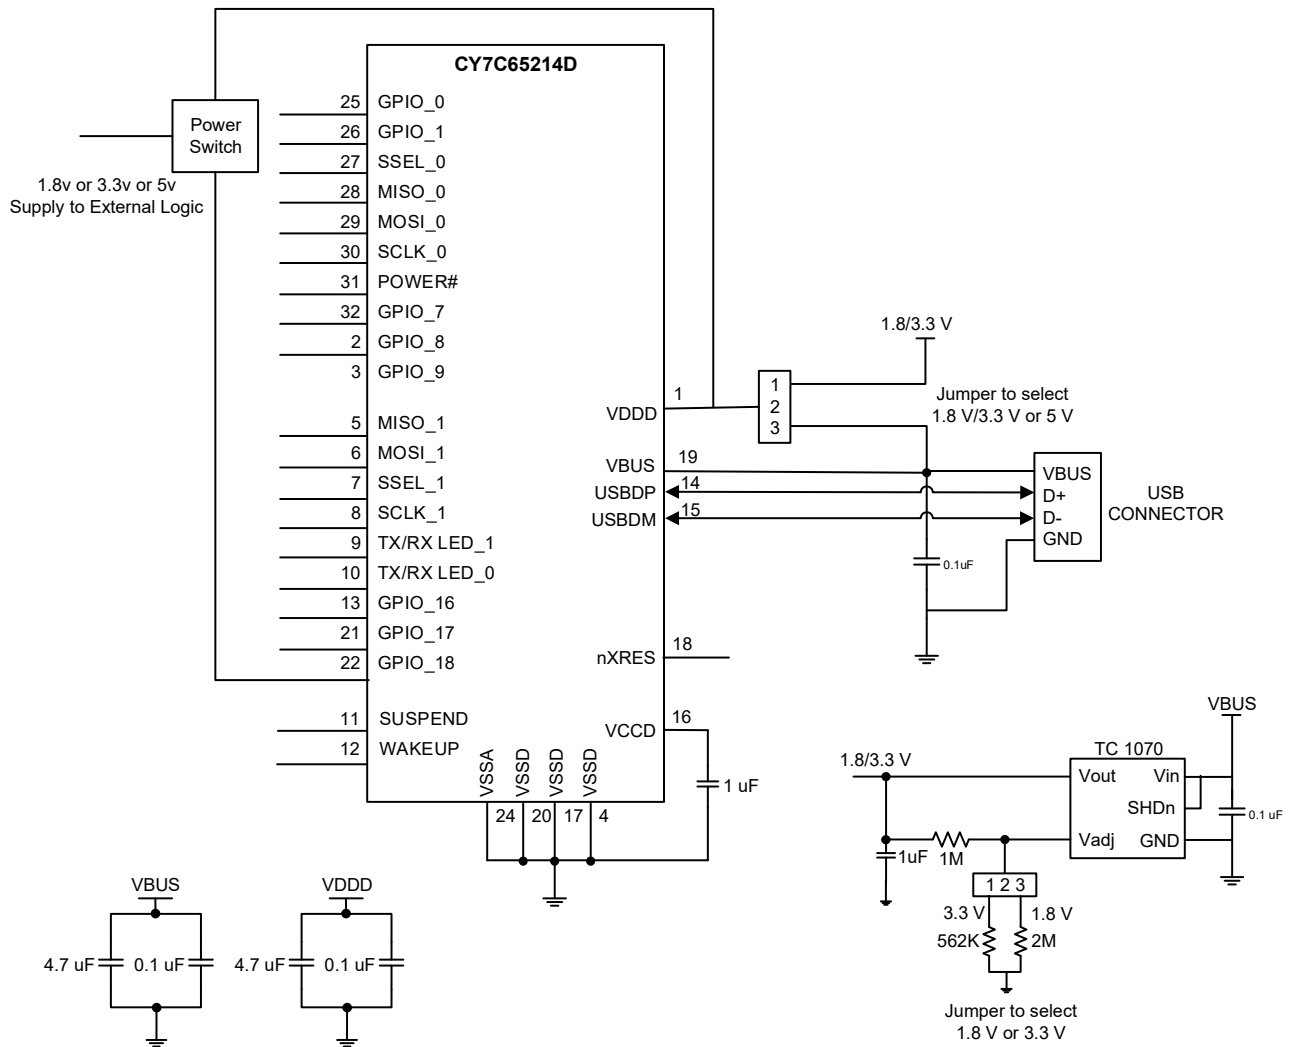 CY7C65214D
Power
Switch
1.8v or 3.3v or 5v
Supply to External Logic
25 GPIO_0
26 GPIO_1
27 SSEL_0
28 MISO_0
29 MOSI_0
30 SCLK_0
31 POWER#
32 GPIO_7
2 GPIO_8
3 GPIO_9
5 MISO_1
6 MOSI_1
7 SSEL_1
8 SCLK_1
9 TX/RX LED_1
10 TX/RX LED_0
13 GPIO_16
21 GPIO_17
22 GPIO_18
11 SUSPEND
12 WAKEUP
VSSA
VSSD
VSSD
VSSD
24 20 17 4
VDDD 1
VBUS 19
USBDP 14
USBDM 15
nXRES 18
VCCD 16
1 uF
1
2
3
1.8/3.3 V
Jumper to select
1.8 V/3.3 V or 5 V
VBUS
D+
D-
GND
USB
CONNECTOR
0.1uF
VBUS
4.7 uF 0.1 uF
VDDD
4.7 uF 0.1 uF
VBUS
1.8/3.3 V
TC 1070
Vout Vin
SHDn
Vadj GND
0.1 uF
1uF
1M
1 2 3
3.3 V 1.8 V
562K 2M
Jumper to select
1.8 V or 3.3 V